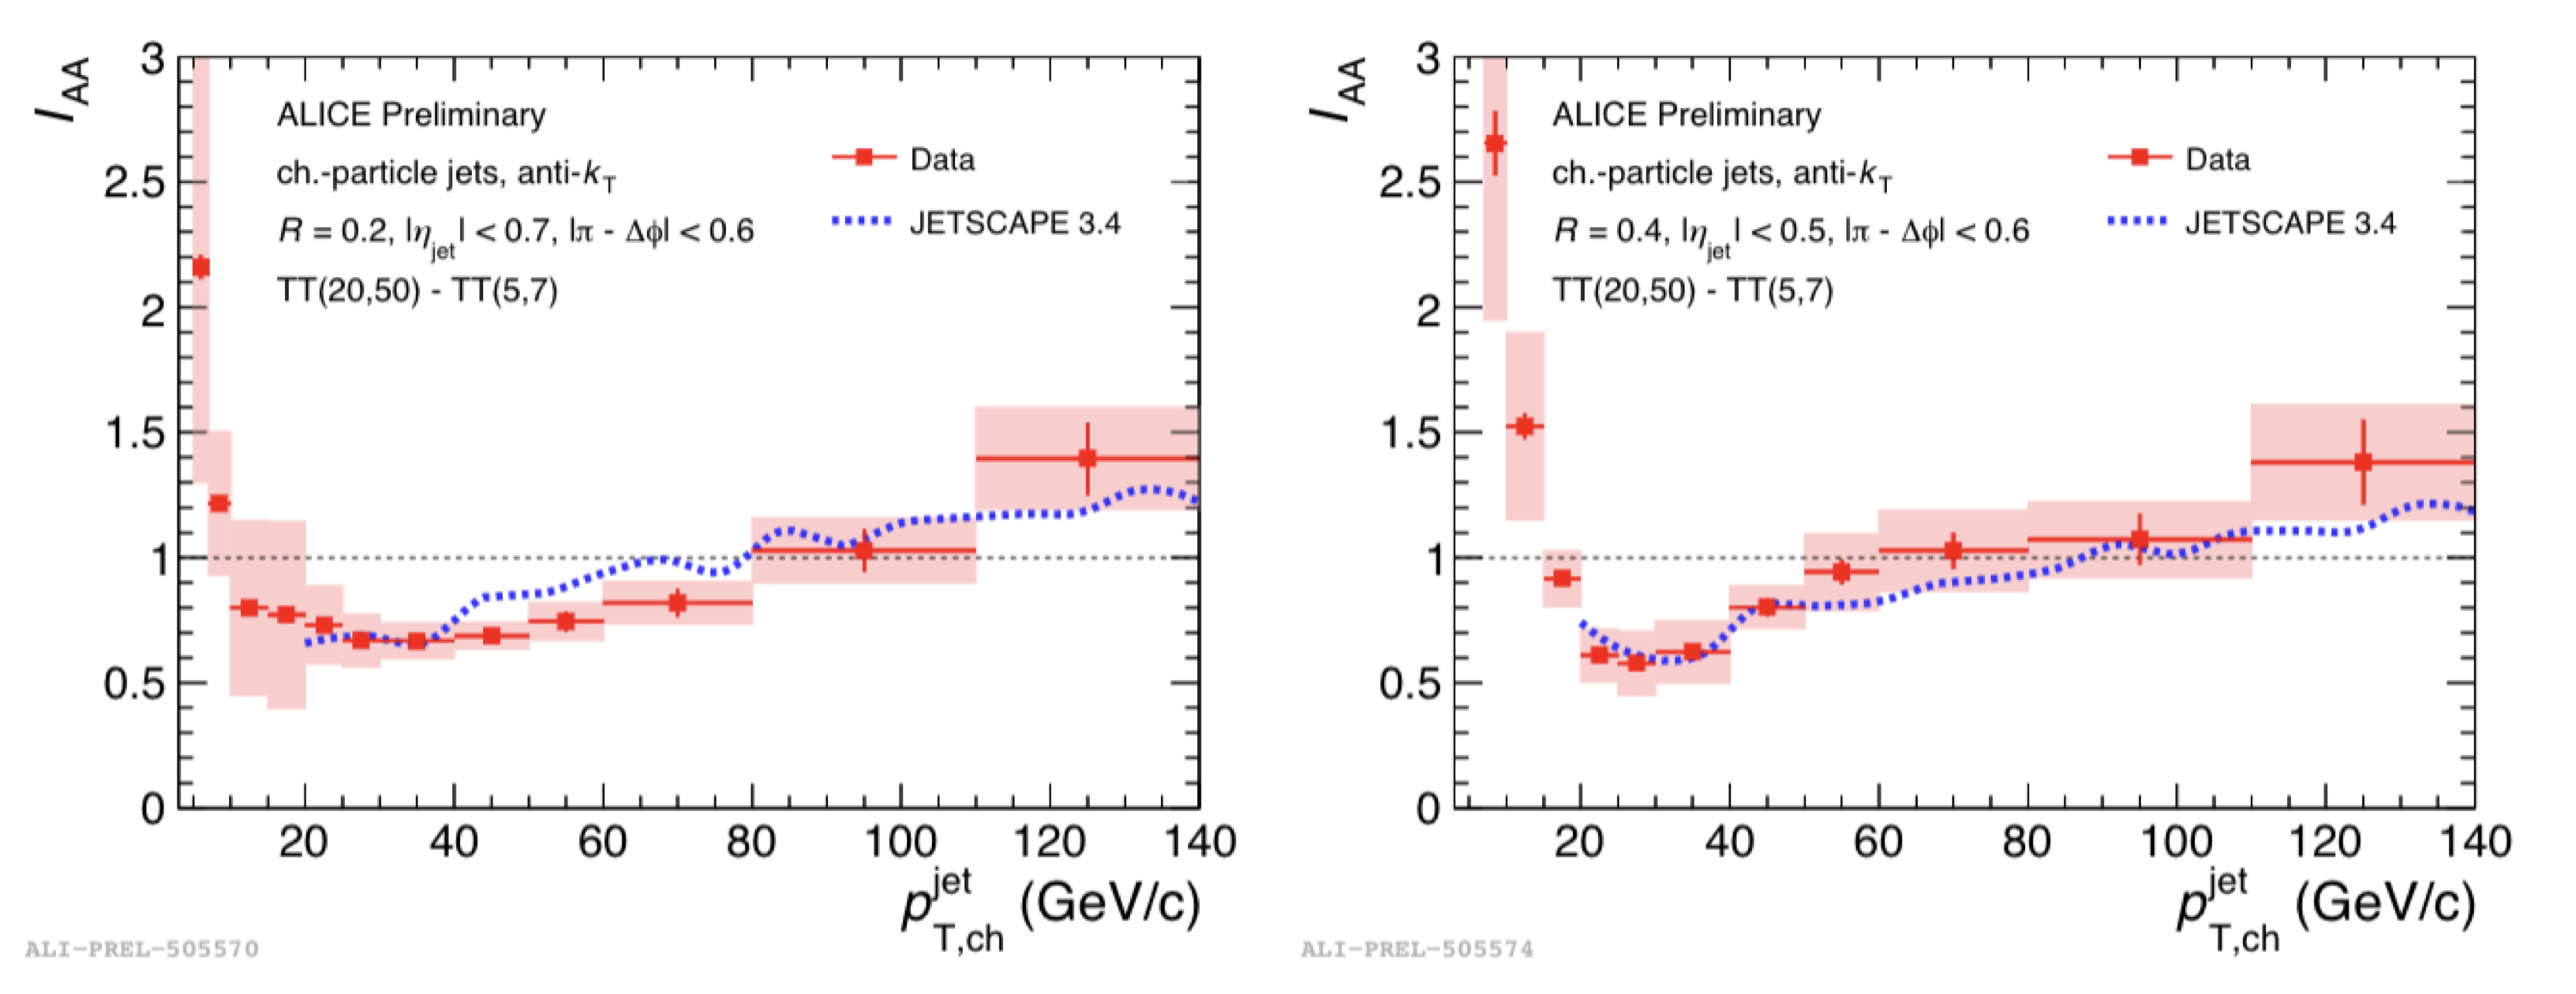 I_AA
3
2.5
2
1.5
1
0.5
0
ALICE Preliminary
ch.-particle jets, anti-k_T
R = 0.2, |η_jet| < 0.7, |π - Δϕ| < 0.6
TT(20,50) - TT(5,7)
Data
JETSCAPE 3.4
20 40 60 80 100 120 140
p_T,ch^jet (GeV/c)
ALI-PREL-505570
I_AA
3
2.5
2
1.5
1
0.5
0
ALICE Preliminary
ch.-particle jets, anti-k_T
R = 0.4, |η_jet| < 0.5, |π - Δϕ| < 0.6
TT(20,50) - TT(5,7)
Data
JETSCAPE 3.4
20 40 60 80 100 120 140
p_T,ch^jet (GeV/c)
ALI-PREL-505574